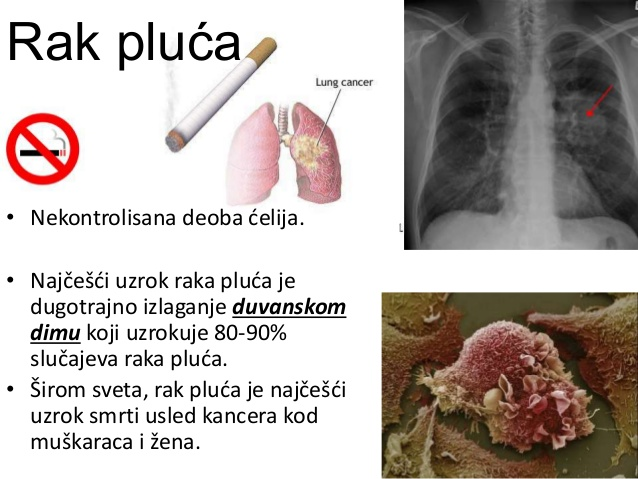 Rak pluća
Lung cancer
L
L
• Nekontrolisana deoba ćelija.
• Najčešći uzrok raka pluća je
dugotrajno izlaganje duvanskom
dimu koji uzrokuje 80-90%
slučajeva raka pluća.
• Širom sveta, rak pluća je najčešći
uzrok smrti usled kancera kod
muškaraca i žena.